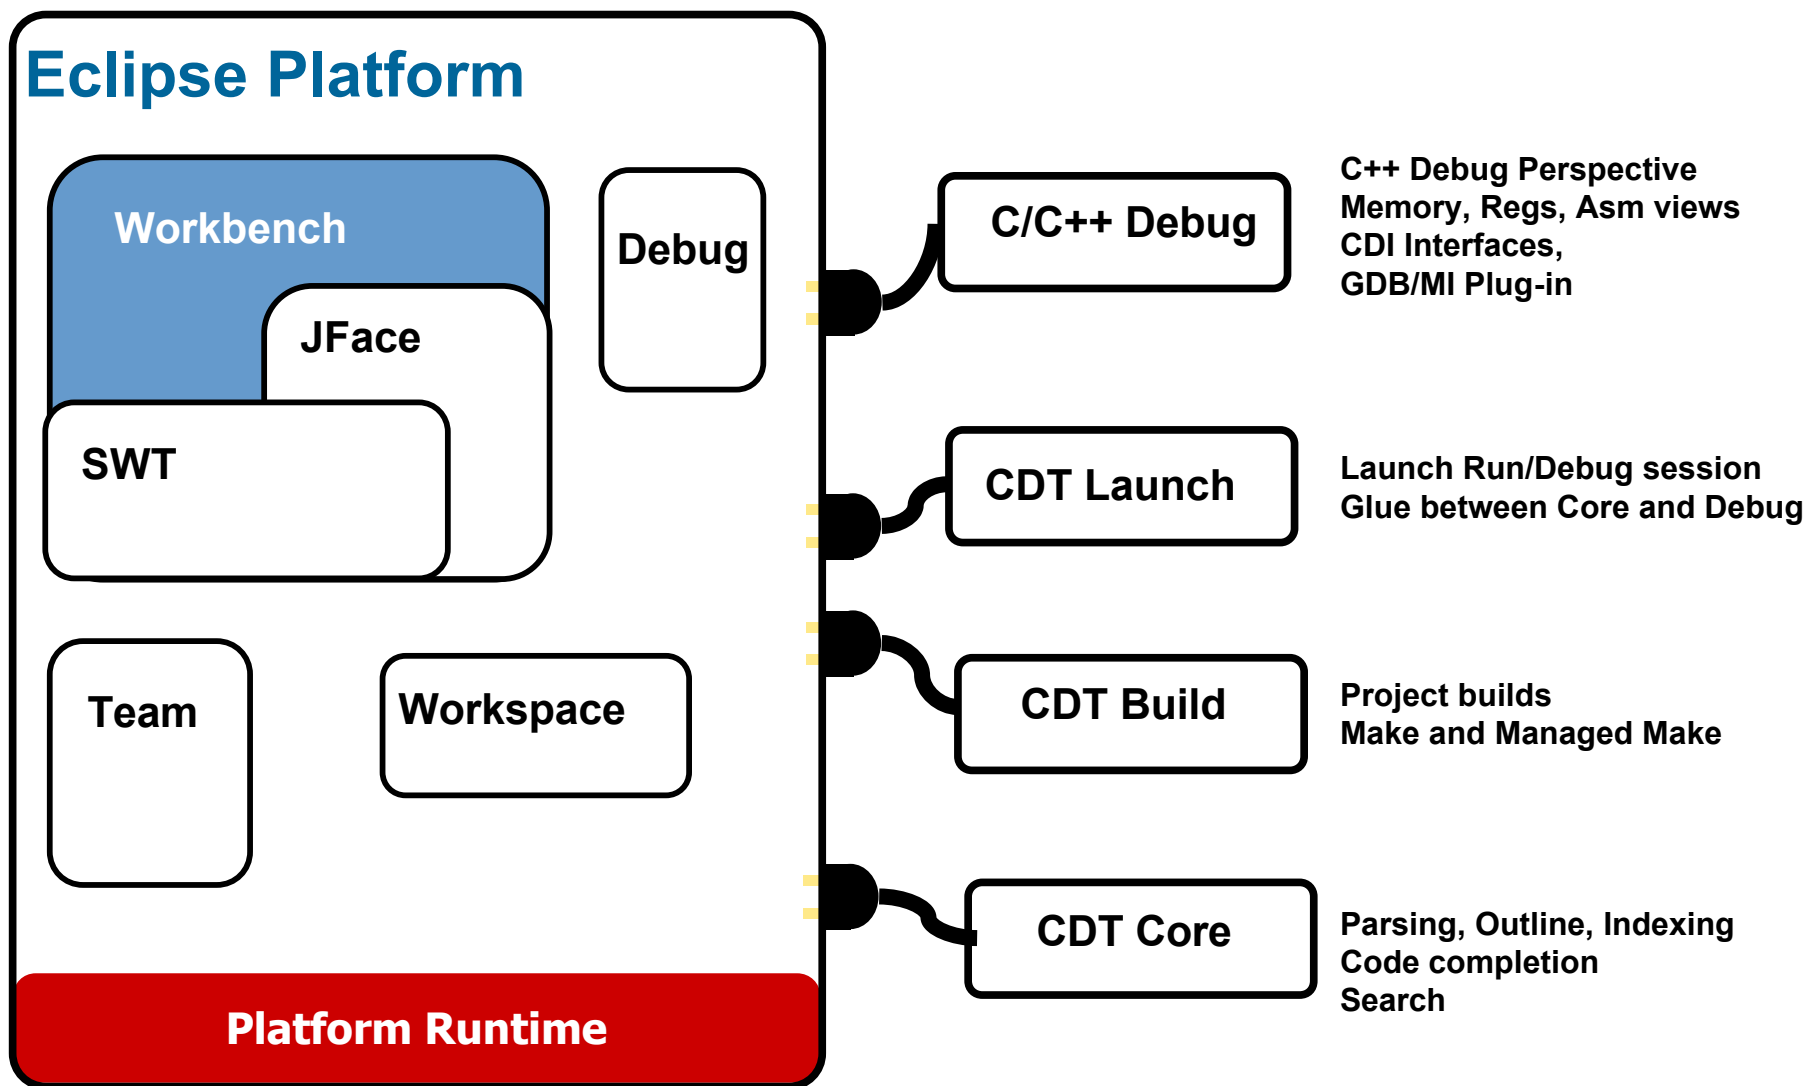 Eclipse Platform
Workbench
JFace
SWT
Debug
Team
Workspace
Platform Runtime
C/C++ Debug
C++ Debug Perspective
Memory, Regs, Asm views
CDI Interfaces,
GDB/MI Plug-in
CDT Launch
Launch Run/Debug session
Glue between Core and Debug
CDT Build
Project builds
Make and Managed Make
CDT Core
Parsing, Outline, Indexing
Code completion
Search